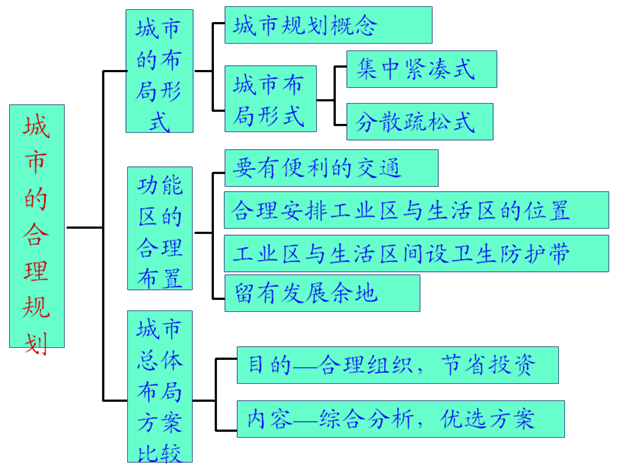 城市的合理规划
城市
的布
局形
式
城市规划概念
城市布
局形式
集中紧凑式
分散疏松式
功能
区的
合理
布置
要有便利的交通
合理安排工业区与生活区的位置
工业区与生活区间设卫生防护带
留有发展余地
城市
总体
布局
方案
比较
目的—合理组织，节省投资
内容—综合分析，优选方案